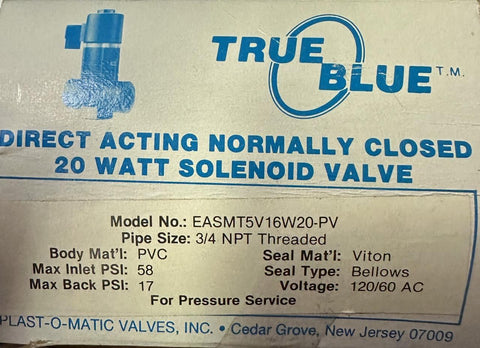 TRUE
BLUE T.M.
DIRECT ACTING NORMALLY CLOSED
20 WATT SOLENOID VALVE
Model No.: EASMT5V16W20-PV
Pipe Size: 3/4 NPT Threaded
Body Mat'l: PVC Seal Mat'l: Viton
Max Inlet PSI: 58 Seal Type: Bellows
Max Back PSI: 17 Voltage: 120/60 AC
For Pressure Service
PLAST-O-MATIC VALVES, INC. • Cedar Grove, New Jersey 07009